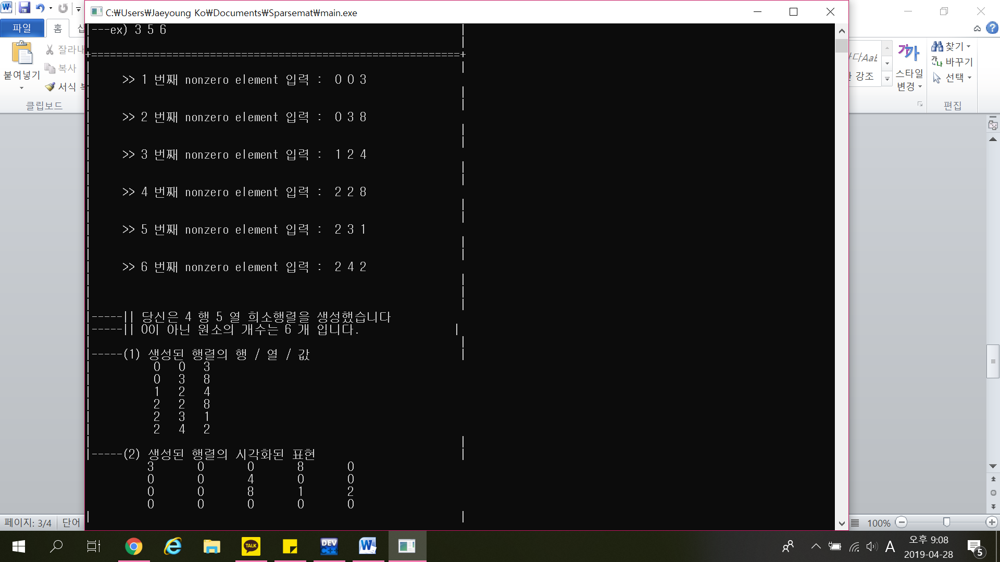 C:₩Users₩Jaeyoung Ko₩Documents₩Sparsemat₩main.exe
파일
홈
삽
잘라내
복사
서식 복
붙여넣기
클립보드
|---ex) 3 5 6 |
+===========================================================+
>> 1 번째 nonzero element 입력 : 0 0 3
>> 2 번째 nonzero element 입력 : 0 3 8
>> 3 번째 nonzero element 입력 : 1 2 4
>> 4 번째 nonzero element 입력 : 2 2 8
>> 5 번째 nonzero element 입력 : 2 3 1
>> 6 번째 nonzero element 입력 : 2 4 2
|-----|| 당신은 4 행 5 열 희소행렬을 생성했습니다
|-----|| 0이 아닌 원소의 개수는 6 개 입니다. |
|-----(1) 생성된 행렬의 행 / 열 / 값 |
| 0 0 3
| 0 3 8
| 1 2 4
| 2 2 8
| 2 3 1
| 2 4 2
|-----(2) 생성된 행렬의 시각화된 표현 |
3 0 0 8 0
0 0 4 0 0
0 0 8 1 2
0 0 0 0 0
강조
가가
스타일
변경
찾기
바꾸기
선택
편집
페이지: 3/4
단어
100%
TALK
DEV
C++
W
A
오후 9:08
2019-04-28
5